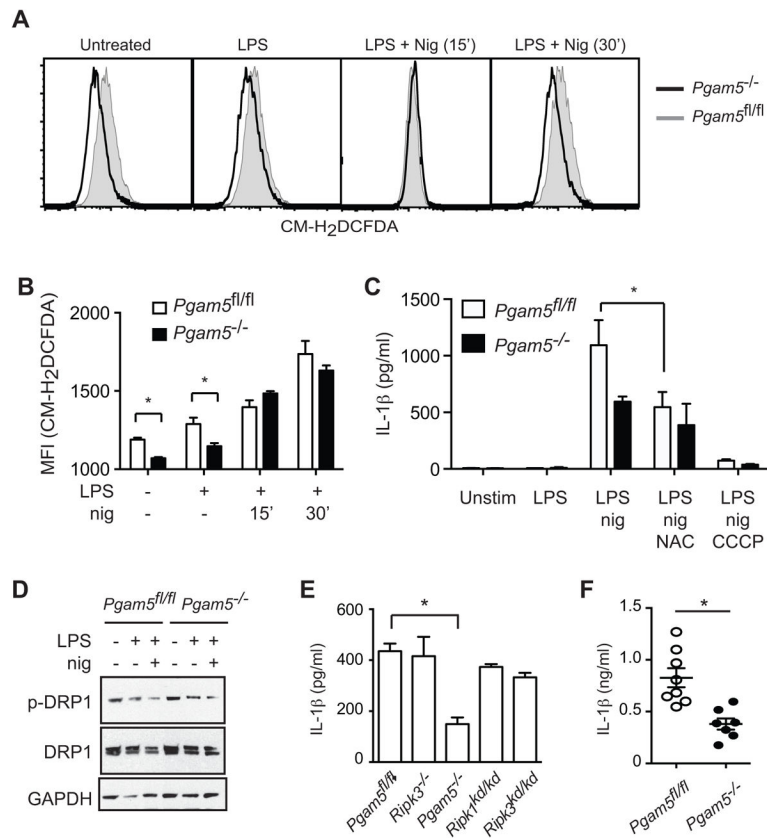 A
Untreated LPS LPS + Nig (15’) LPS + Nig (30’)
Pgam5-/-
Pgam5fl/fl
CM-H2DCFDA
B
MFI (CM-H2DCFDA)
2000
1500
1000
Pgam5fl/fl
Pgam5-/-
*
*
LPS - + + +
nig - - 15’ 30’
C
IL-1β (pg/ml)
1500
1000
500
0
Pgam5fl/fl
Pgam5-/-
*
Unstim LPS LPS LPS LPS
nig nig nig
NAC CCCP
D
Pgam5fl/fl Pgam5-/-
LPS - + + - + +
nig + +
p-DRP1
DRP1
GAPDH
E
IL-1β (pg/ml)
600
400
200
0
*
Pgam5fl/fl Ripk3-/- Pgam5-/- Ripk1kd/kd Ripk3kd/kd
F
IL-1β (ng/ml)
1.5
1.0
0.5
0
*
Pgam5fl/fl Pgam5-/-